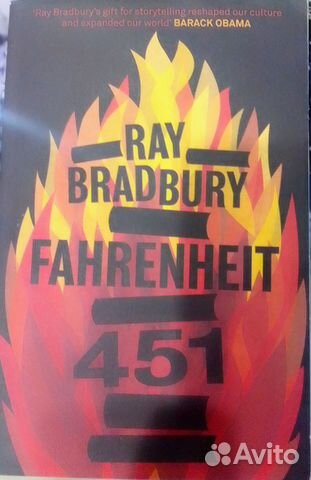 'Ray Bradbury's gift for storytelling reshaped our culture
and expanded our world' BARACK OBAMA
RAY
BRADBURY
FAHRENHEIT
451
Avito